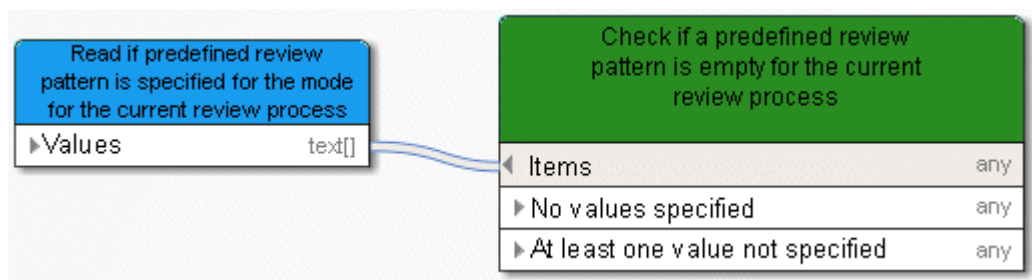 Read if predefined review
pattern is specified for the mode
for the current review process
Values text[]
Check if a predefined review
pattern is empty for the current
review process
Items any
No values specified any
At least one value not specified any